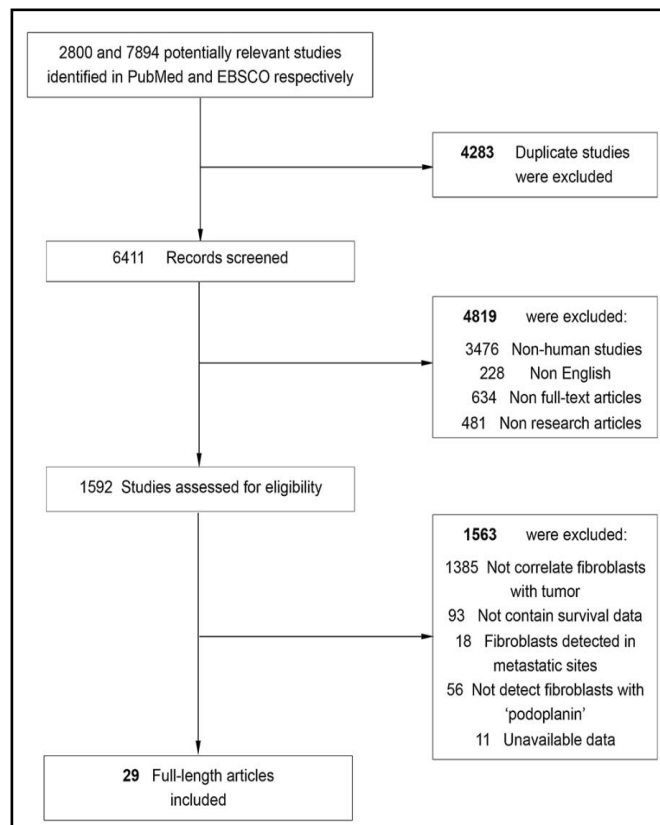 2800 and 7894 potentially relevant studies
identified in PubMed and EBSCO respectively
4283 Duplicate studies
were excluded
6411 Records screened
4819 were excluded:
3476 Non-human studies
228 Non English
634 Non full-text articles
481 Non research articles
1592 Studies assessed for eligibility
1563 were excluded:
1385 Not correlate fibroblasts
with tumor
93 Not contain survival data
18 Fibroblasts detected in
metastatic sites
56 Not detect fibroblasts with
‘podoplanin’
11 Unavailable data
29 Full-length articles
included